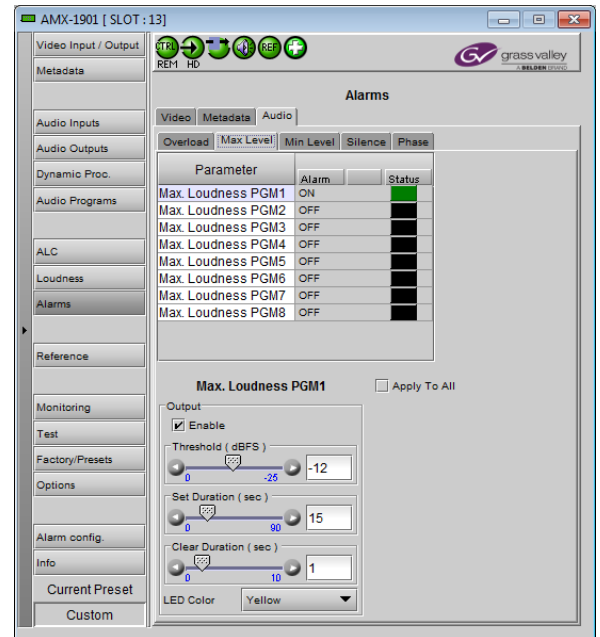 AMX-1901 [ SLOT : 13]
Video Input / Output
Metadata
Audio Inputs
Audio Outputs
Dynamic Proc.
Audio Programs
ALC
Loudness
Alarms
Reference
Monitoring
Test
Factory/Presets
Options
Alarm config.
Info
Current Preset
Custom
CTRL REF
REM HD
GV grass valley
A BELDEN BRAND
Alarms
Video Metadata Audio
Overload Max Level Min Level Silence Phase
Parameter Alarm Status
Max. Loudness PGM1 ON
Max. Loudness PGM2 OFF
Max. Loudness PGM3 OFF
Max. Loudness PGM4 OFF
Max. Loudness PGM5 OFF
Max. Loudness PGM6 OFF
Max. Loudness PGM7 OFF
Max. Loudness PGM8 OFF
Max. Loudness PGM1 Apply To All
Output
Enable
Threshold ( dBFS )
0 -25 -12
Set Duration ( sec )
0 90 15
Clear Duration ( sec )
0 10 1
LED Color Yellow